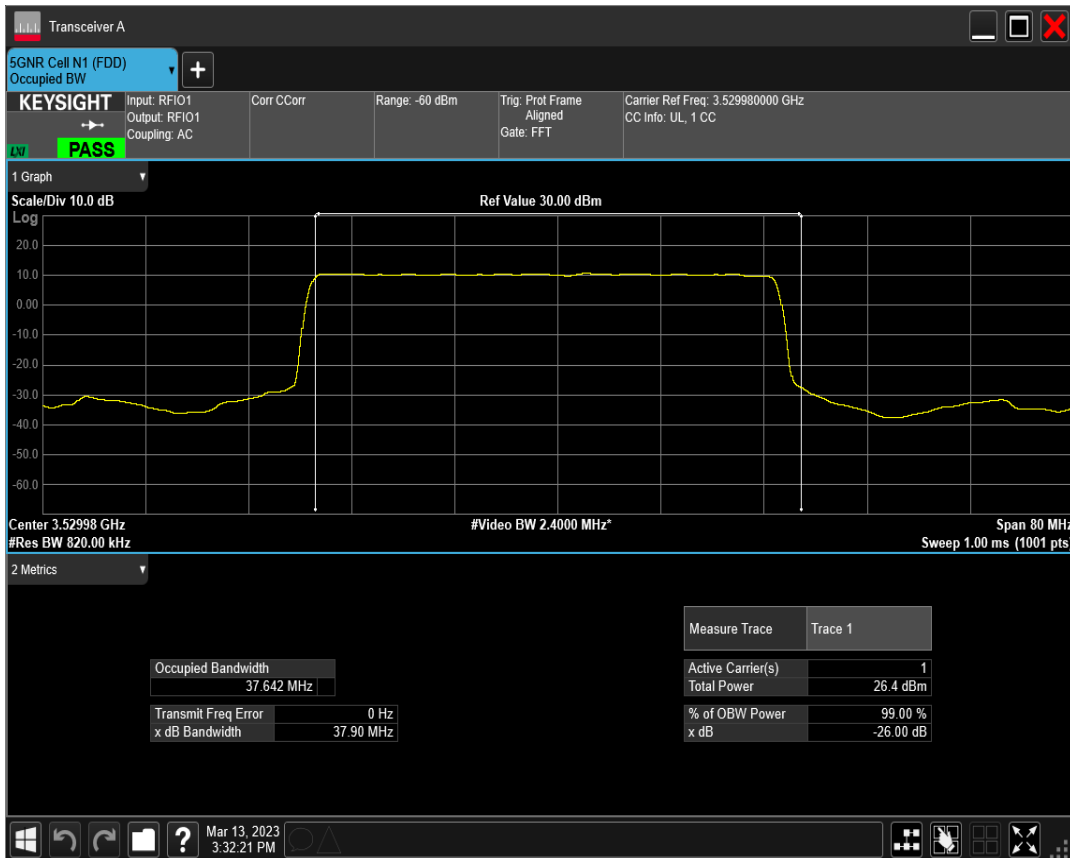 Transceiver A
5GNR Cell N1 (FDD)
Occupied BW
+
KEYSIGHT
LXI
PASS
Input: RFIO1
Output: RFIO1
Coupling: AC
Corr CCorr
Range: -60 dBm
Trig: Prot Frame
Aligned
Gate: FFT
Carrier Ref Freq: 3.529980000 GHz
CC Info: UL, 1 CC
1 Graph
Scale/Div 10.0 dB
Ref Value 30.00 dBm
Log
20.0
10.0
0.00
-10.0
-20.0
-30.0
-40.0
-50.0
-60.0
Center 3.52998 GHz
#Video BW 2.4000 MHz*
Span 80 MHz
#Res BW 820.00 kHz
Sweep 1.00 ms (1001 pts)
2 Metrics
Measure Trace Trace 1
Occupied Bandwidth
37.642 MHz
Active Carrier(s) 1
Total Power 26.4 dBm
Transmit Freq Error 0 Hz
x dB Bandwidth 37.90 MHz
% of OBW Power 99.00 %
x dB -26.00 dB
?
Mar 13, 2023
3:32:21 PM